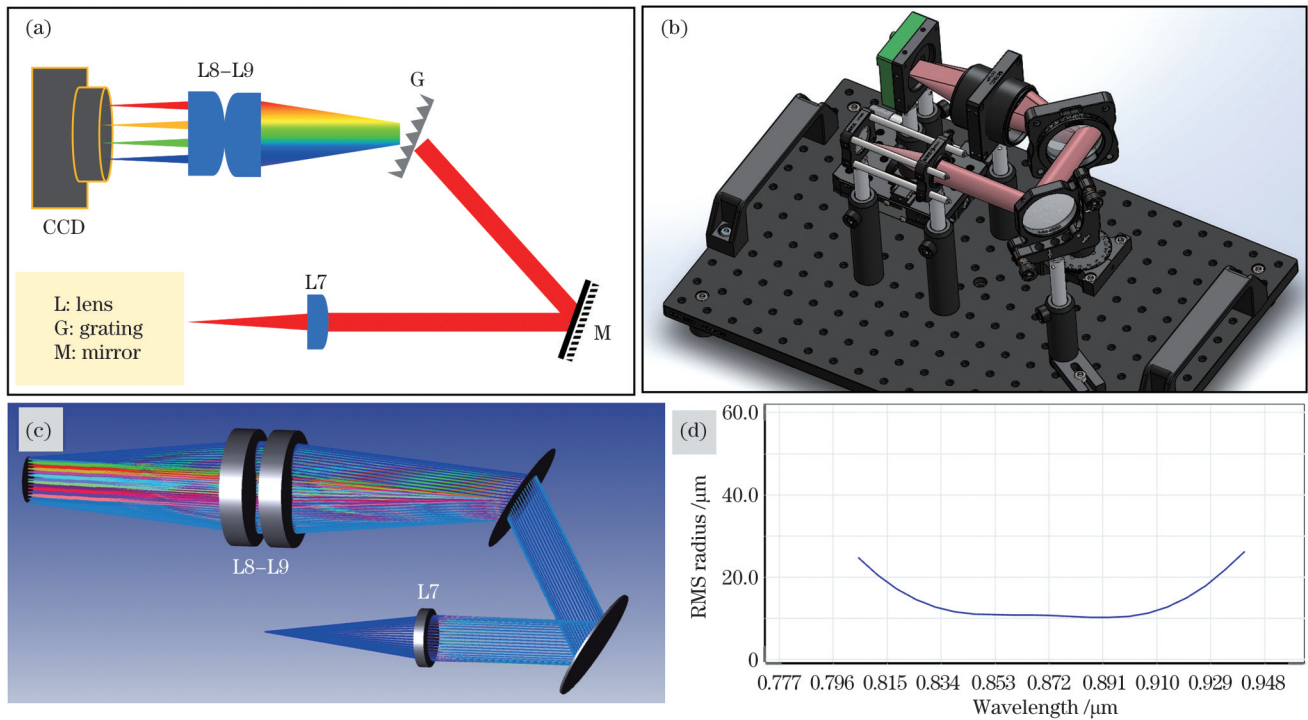 (a)
L8–L9
G
CCD
L7
M
L: lens
G: grating
M: mirror
(b)
(c)
L8–L9
L7
(d)
60.0
40.0
20.0
0
RMS radius /μm
0.777 0.796 0.815 0.834 0.853 0.872 0.891 0.910 0.929 0.948
Wavelength /μm